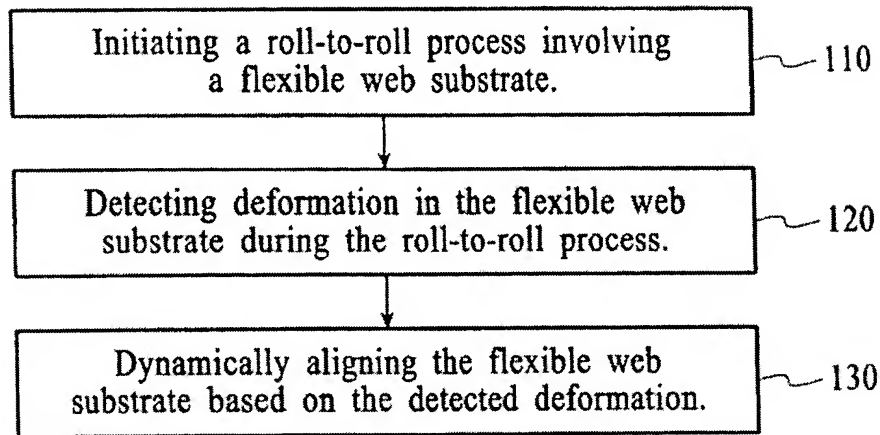 Initiating a roll-to-roll process involving
a flexible web substrate.
110
Detecting deformation in the flexible web
substrate during the roll-to-roll process.
120
Dynamically aligning the flexible web
substrate based on the detected deformation.
130